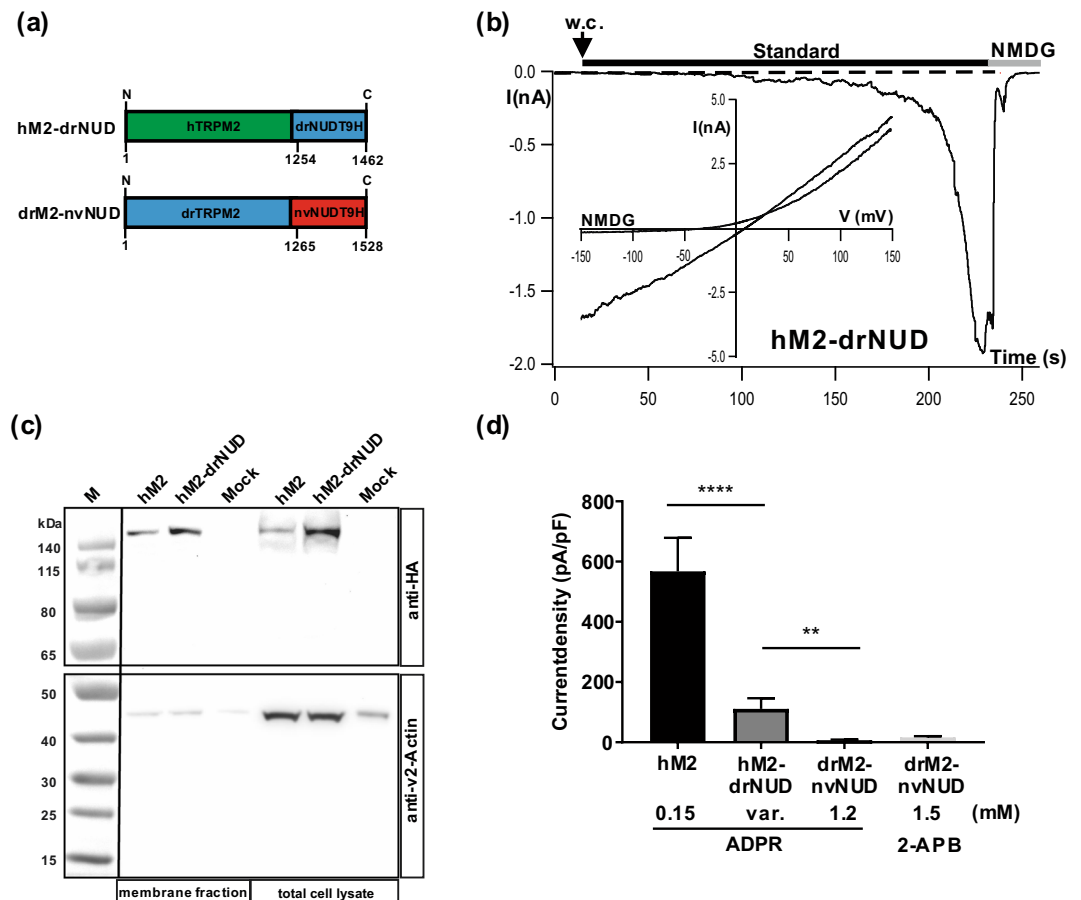 (a)
N C
hM2-drNUD hTRPM2 drNUDT9H
1 1254 1462
N C
drM2-nvNUD drTRPM2 nvNUDT9H
1 1265 1528
(b)
w.c.
Standard NMDG
0.0
I(nA)
-0.5
-1.0
-1.5
-2.0
0 50 100 150 200 250
Time (s)
5.0
I(nA)
2.5
NMDG V (mV)
-150 -100 -50 50 100 150
-2.5
-5.0
hM2-drNUD
(c)
M hM2 hM2-drNUD Mock hM2 hM2-drNUD Mock
kDa
140
115
80
65
anti-HA
50
40
30
25
15
anti-v2-Actin
membrane fraction total cell lysate
(d)
Currentdensity (pA/pF)
800
600
400
200
0
****
**
hM2 hM2-drNUD drM2-nvNUD drM2-nvNUD
0.15 var. 1.2 1.5 (mM)
ADPR 2-APB